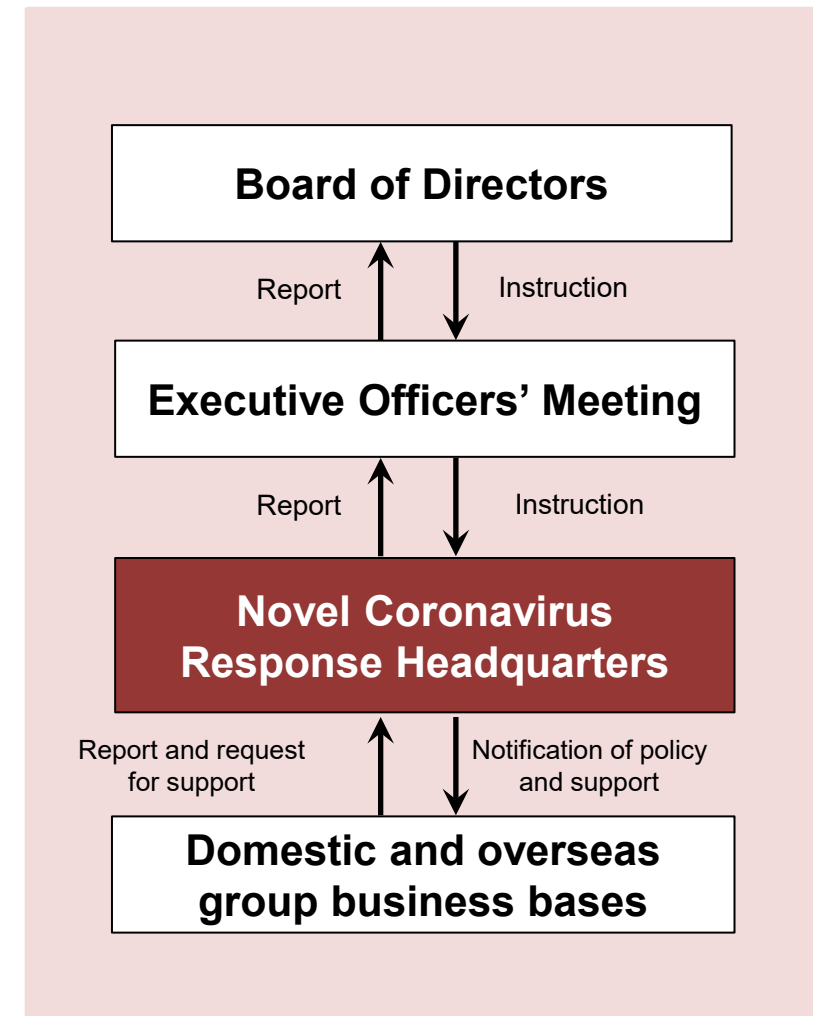 Board of Directors
Report
Instruction
Executive Officers’ Meeting
Report
Instruction
Novel Coronavirus
Response Headquarters
Report and request
for support
Notification of policy
and support
Domestic and overseas
group business bases